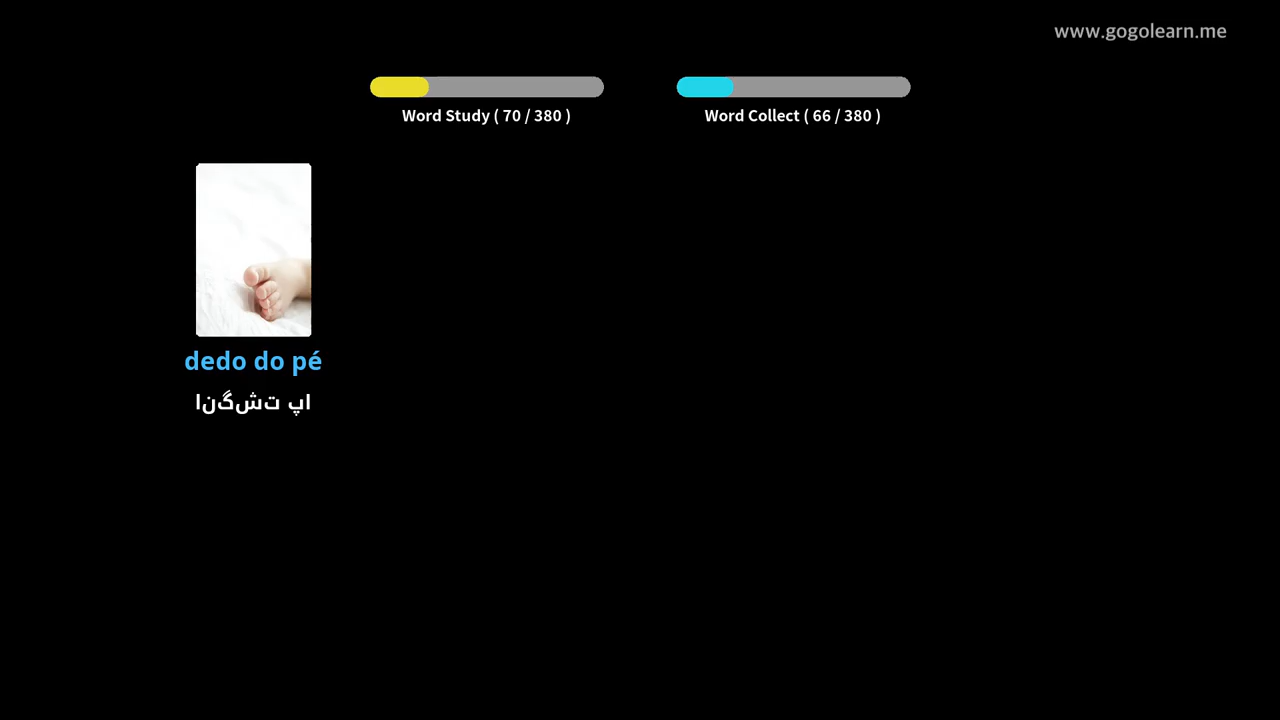 www.gogolearn.me
Word Study ( 70 / 380 )
Word Collect ( 66 / 380 )
dedo do pé
انگشت پا